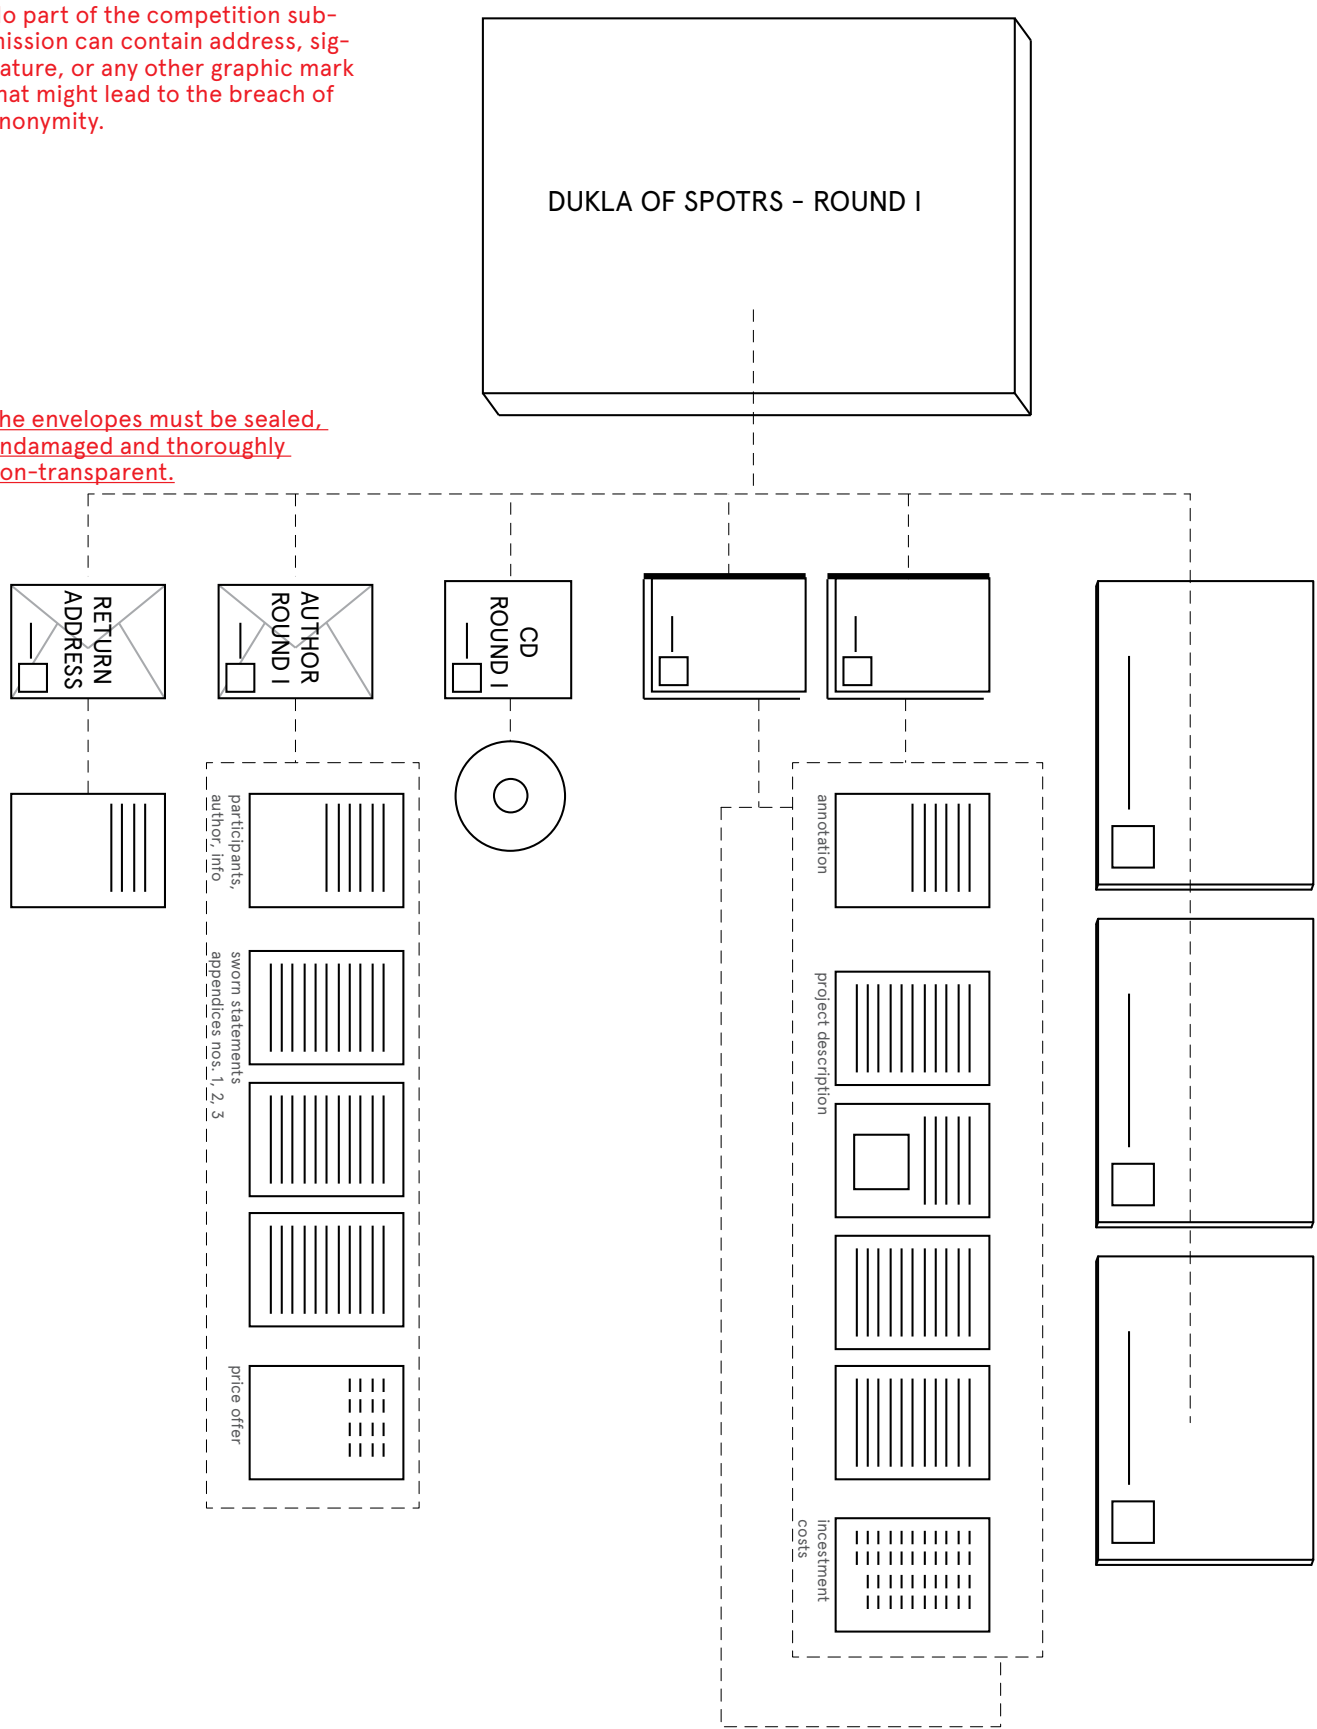 lo part of the competition sub-
nission can contain address, sig-
ature, or any other graphic mark
hat might lead to the breach of
nonymity.
DUKLA OF SPOTRS - ROUND I
he envelopes must be sealed,
ndamaged and thoroughly
on-transparent.
RETURN
ADDRESS
AUTHOR
ROUND I
CD
ROUND I
participants,
author, info
sworn statements
appendices nos. 1, 2, 3
price offer
annotation
project description
incestment
costs